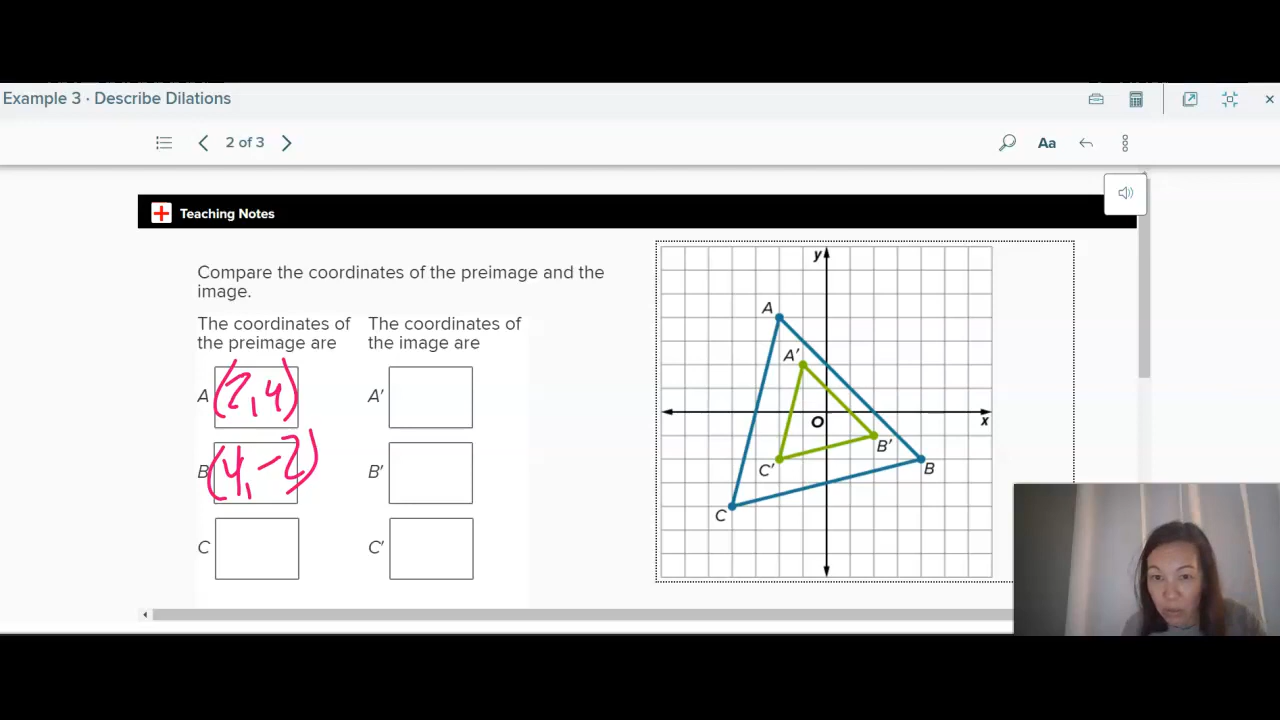 Example 3 · Describe Dilations
2 of 3
Aa
Teaching Notes
Compare the coordinates of the preimage and the
image.
The coordinates of
the preimage are
The coordinates of
the image are
A (2,4)
A'
B (4,-2)
B'
C
C'
y
A
A'
O
x
B'
C'
B
C